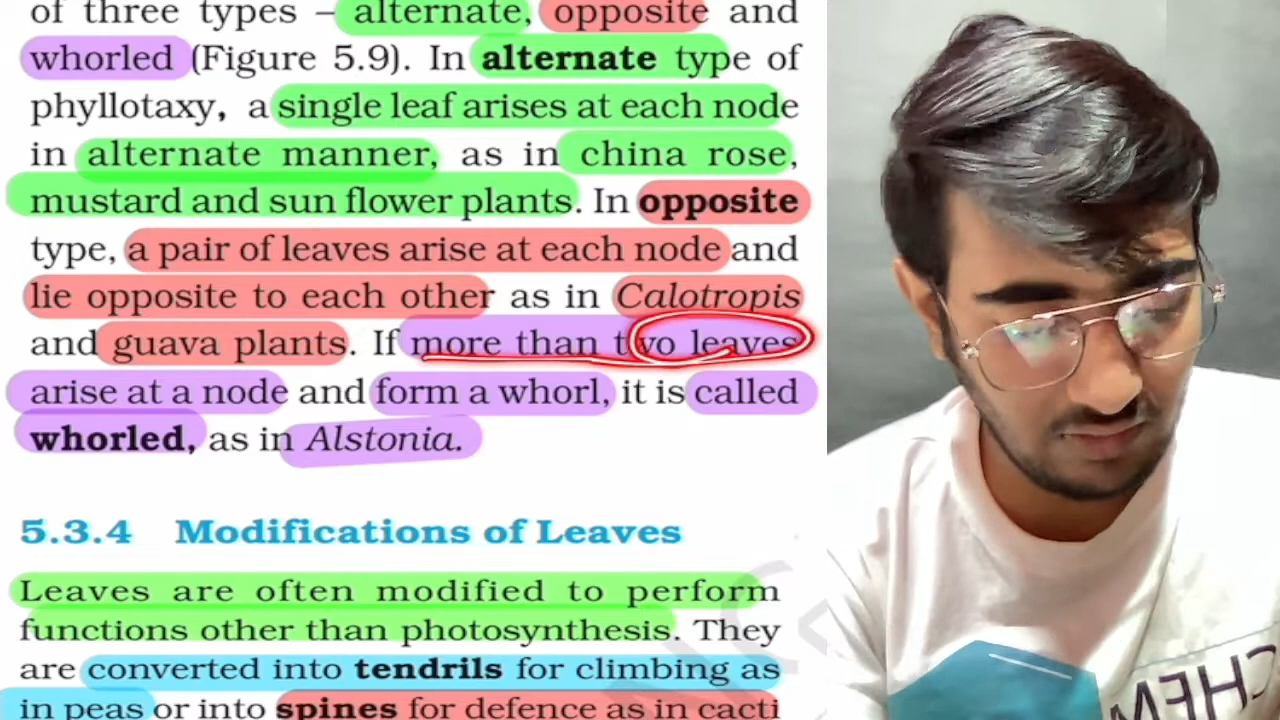 of three types – alternate, opposite and
whorled (Figure 5.9). In alternate type of
phyllotaxy, a single leaf arises at each node
in alternate manner, as in china rose,
mustard and sun flower plants. In opposite
type, a pair of leaves arise at each node and
lie opposite to each other as in Calotropis
and guava plants. If more than two leaves
arise at a node and form a whorl, it is called
whorled, as in Alstonia.
5.3.4 Modifications of Leaves
Leaves are often modified to perform
functions other than photosynthesis. They
are converted into tendrils for climbing as
in peas or into spines for defence as in cacti